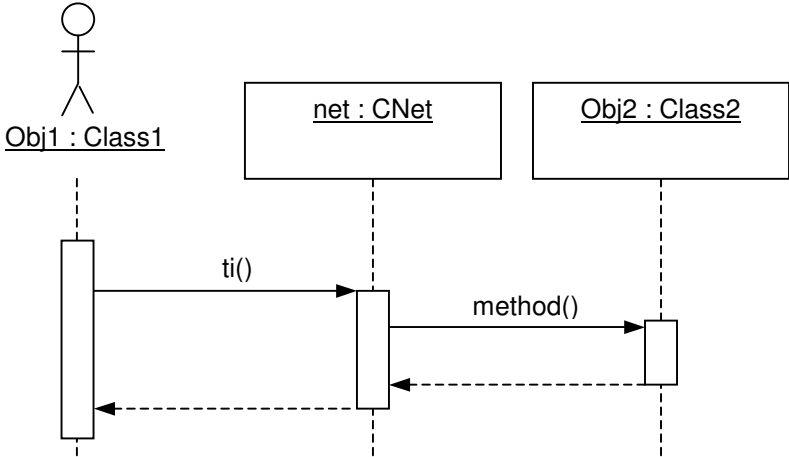 net : CNet
Obj2 : Class2
Obj1 : Class1
ti()
method()